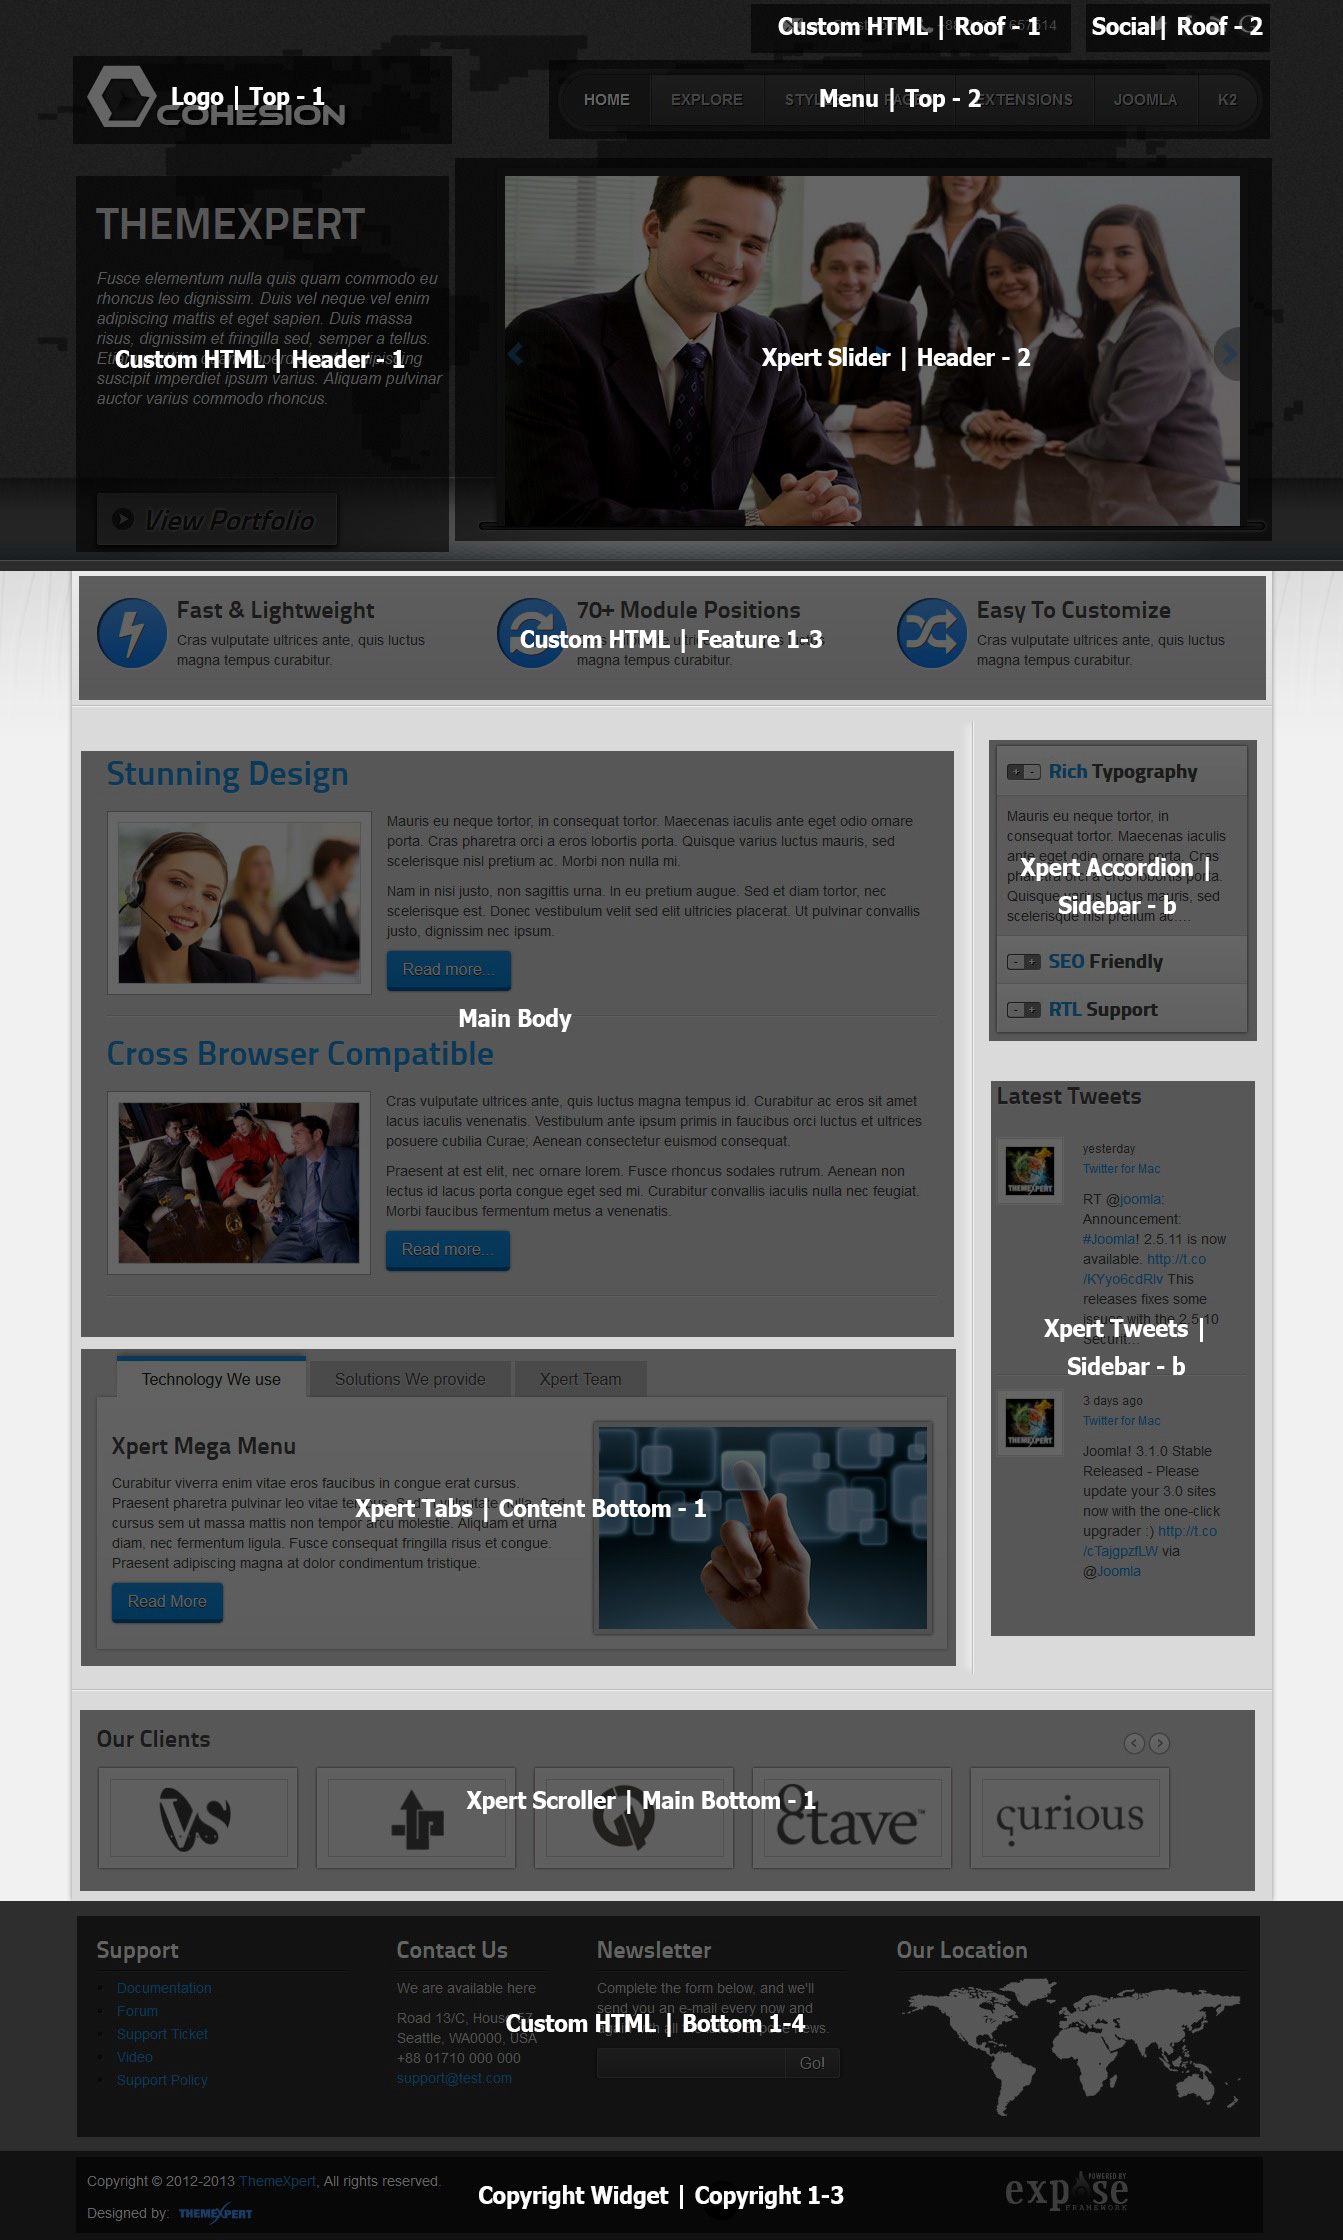 Custom HTML | Roof - 1
Social| Roof - 2
Logo | Top - 1
COHESION
HOME
EXPLORE
Menu | Top - 2
EXTENSIONS
JOOMLA
K2
THEMEXPERT
Fusce elementum nulla quis quam commodo eu
rhoncus leo dignissim. Duis vel neque vel enim
adipiscing mattis et eget sapien. Duis massa
risus, dignissim et fringilla sed, semper a tellus.
Custom HTML | Header - 1
suscipit imperdiet ipsum varius. Aliquam pulvinar
auctor varius commodo rhoncus.
View Portfolio
Xpert Slider | Header - 2
Fast & Lightweight
Cras vulputate ultrices ante, quis luctus
magna tempus curabitur.
70+ Module Positions
Custom HTML | Feature 1-3
magna tempus curabitur.
Easy To Customize
Cras vulputate ultrices ante, quis luctus
magna tempus curabitur.
Stunning Design
Mauris eu neque tortor, in consequat tortor. Maecenas iaculis ante eget odio ornare
porta. Cras pharetra orci a eros lobortis porta. Quisque varius luctus mauris, sed
scelerisque nisl pretium ac. Morbi non nulla mi.
Nam in nisi justo, non sagittis urna. In eu pretium augue. Sed et diam tortor, nec
scelerisque est. Donec vestibulum velit sed elit ultricies placerat. Ut pulvinar convallis
justo, dignissim nec ipsum.
Read more...
Main Body
Cross Browser Compatible
Cras vulputate ultrices ante, quis luctus magna tempus id. Curabitur ac eros sit amet
lacus iaculis venenatis. Vestibulum ante ipsum primis in faucibus orci luctus et ultrices
posuere cubilia Curae; Aenean consectetur euismod consequat.
Praesent at est elit, nec ornare lorem. Fusce rhoncus sodales rutrum. Aenean non
lectus id lacus porta congue eget sed mi. Curabitur convallis iaculis nulla nec feugiat.
Morbi faucibus fermentum metus a venenatis.
Read more...
Rich Typography
Mauris eu neque tortor, in
consequat tortor. Maecenas iaculis
ante eget odio ornare porta. Cras
Xpert Accordion |
pharetra orci a eros lobortis porta.
Quisque varius luctus mauris, sed
Sidebar - b
scelerisque nisl pretium ac....
SEO Friendly
RTL Support
Latest Tweets
yesterday
Twitter for Mac
THEMEXPERT
RT @joomla:
Announcement:
#Joomla! 2.5.11 is now
available. http://t.co
/KYyo6cdRlv This
releases fixes some
issues with the 2.5.10
Xpert Tweets |
Securit...
Sidebar - b
3 days ago
Twitter for Mac
THEMEXPERT
Joomla! 3.1.0 Stable
Released - Please
update your 3.0 sites
now with the one-click
upgrader :) http://t.co
/cTajgpzfLW via
@Joomla
Technology We use
Solutions We provide
Xpert Team
Xpert Mega Menu
Curabitur viverra enim vitae eros faucibus in congue erat cursus.
Praesent pharetra pulvinar leo vitae
Xpert Tabs | Content Bottom - 1
cursus sem ut massa mattis non tempor arcu molestie. Aliquam et urna
diam, nec fermentum ligula. Fusce consequat fringilla risus et congue.
Praesent adipiscing magna at dolor condimentum tristique.
Read More
Our Clients
VS
Xpert Scroller | Main Bottom - 1
8tave™
curious
Support
Documentation
Forum
Support Ticket
Video
Support Policy
Contact Us
We are available here
Road 13/C, House
Seattle, WA0000, USA
+88 01710 000 000
support@test.com
Custom HTML | Bottom 1-4
Newsletter
Complete the form below, and we'll
send you an e-mail every now and
Go!
Our Location
Copyright © 2012-2013 ThemeXpert, All rights reserved.
Designed by: THEMEXPERT
Copyright Widget | Copyright 1-3
POWERED BY
expose
FRAMEWORK